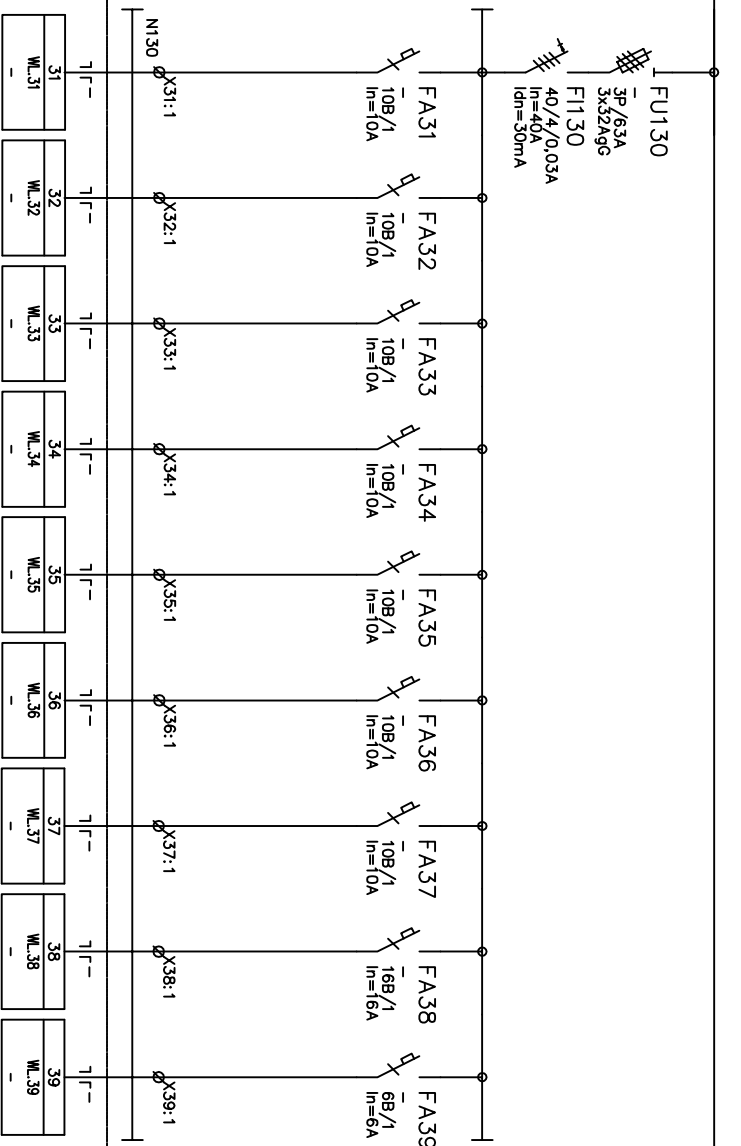 FU130
-
3P/63A
3x32AgG
FI130
-
40/4/0,03A
In=40A
Idn=30mA
FA31
-
10B/1
In=10A
FA32
-
10B/1
In=10A
FA33
-
10B/1
In=10A
FA34
-
10B/1
In=10A
FA35
-
10B/1
In=10A
FA36
-
10B/1
In=10A
FA37
-
10B/1
In=10A
FA38
-
16B/1
In=16A
FA39
-
6B/1
In=6A
N130
X31:1
X32:1
X33:1
X34:1
X35:1
X36:1
X37:1
X38:1
X39:1
31
WL.31
-
32
WL.32
-
33
WL.33
-
34
WL.34
-
35
WL.35
-
36
WL.36
-
37
WL.37
-
38
WL.38
-
39
WL.39
-